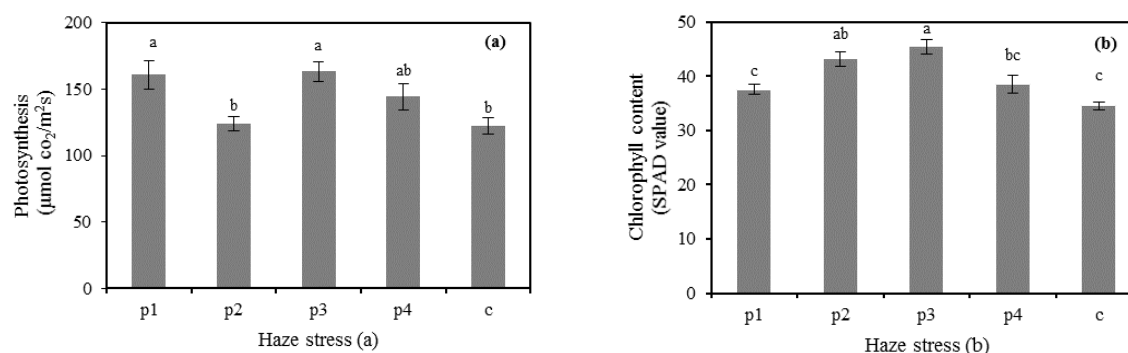 Photosynthesis
(µmol co₂/m²s)
200
150
100
50
0
(a)
a
b
a
ab
b
p1 p2 p3 p4 c
Haze stress (a)
Chlorophyll content
(SPAD value)
50
40
30
20
10
0
(b)
c
ab
a
bc
c
p1 p2 p3 p4 c
Haze stress (b)